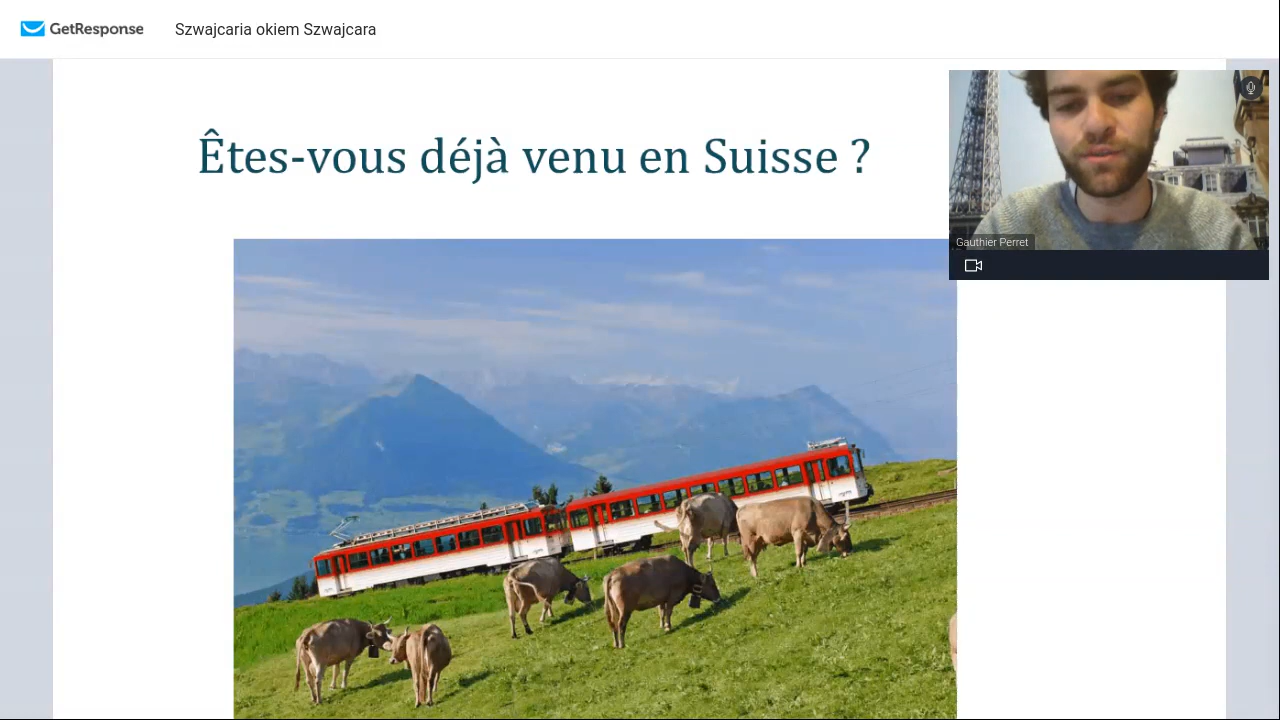 GetResponse
Szwajcaria okiem Szwajcara
Êtes-vous déjà venu en Suisse ?
Gauthier Perret